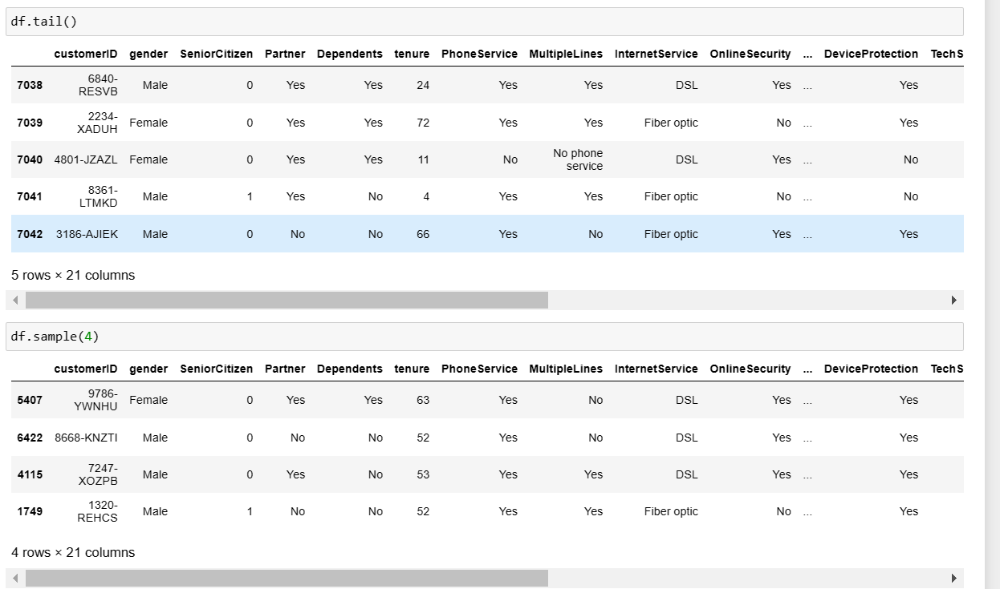 df.tail()
customerID gender SeniorCitizen Partner Dependents tenure PhoneService MultipleLines InternetService OnlineSecurity ... DeviceProtection TechS
7038 6840-RESVB Male 0 Yes Yes 24 Yes Yes DSL Yes ... Yes
7039 2234-XADUH Female 0 Yes Yes 72 Yes Yes Fiber optic No ... Yes
7040 4801-JZAZL Female 0 Yes Yes 11 No No phone service DSL Yes ... No
7041 8361-LTMKD Male 1 Yes No 4 Yes Yes Fiber optic No ... No
7042 3186-AJIEK Male 0 No No 66 Yes No Fiber optic Yes ... Yes
5 rows × 21 columns
df.sample(4)
customerID gender SeniorCitizen Partner Dependents tenure PhoneService MultipleLines InternetService OnlineSecurity ... DeviceProtection TechS
5407 9786-YWNHU Female 0 Yes Yes 63 Yes No DSL Yes ... Yes
6422 8668-KNZTI Male 0 No No 52 Yes No DSL Yes ... Yes
4115 7247-XOZPB Male 0 Yes No 53 Yes Yes DSL Yes ... Yes
1749 1320-REHCS Male 1 No No 52 Yes Yes Fiber optic No ... Yes
4 rows × 21 columns